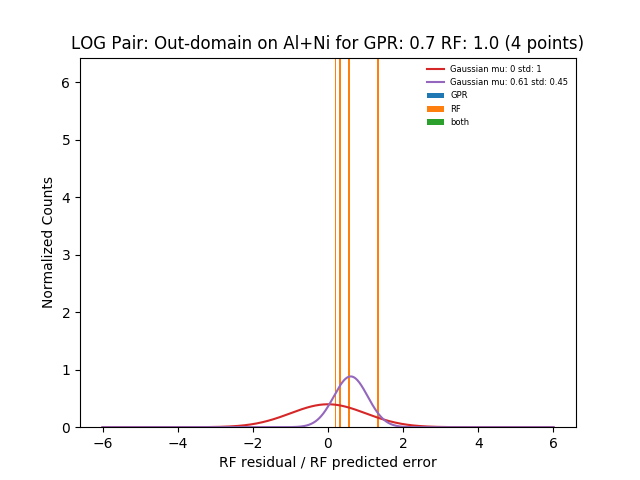 LOG Pair: Out-domain on Al+Ni for GPR: 0.7 RF: 1.0 (4 points)
Gaussian mu: 0 std: 1
Gaussian mu: 0.61 std: 0.45
GPR
RF
both
Normalized Counts
6
5
4
3
2
1
0
−6
−4
−2
0
2
4
6
RF residual / RF predicted error